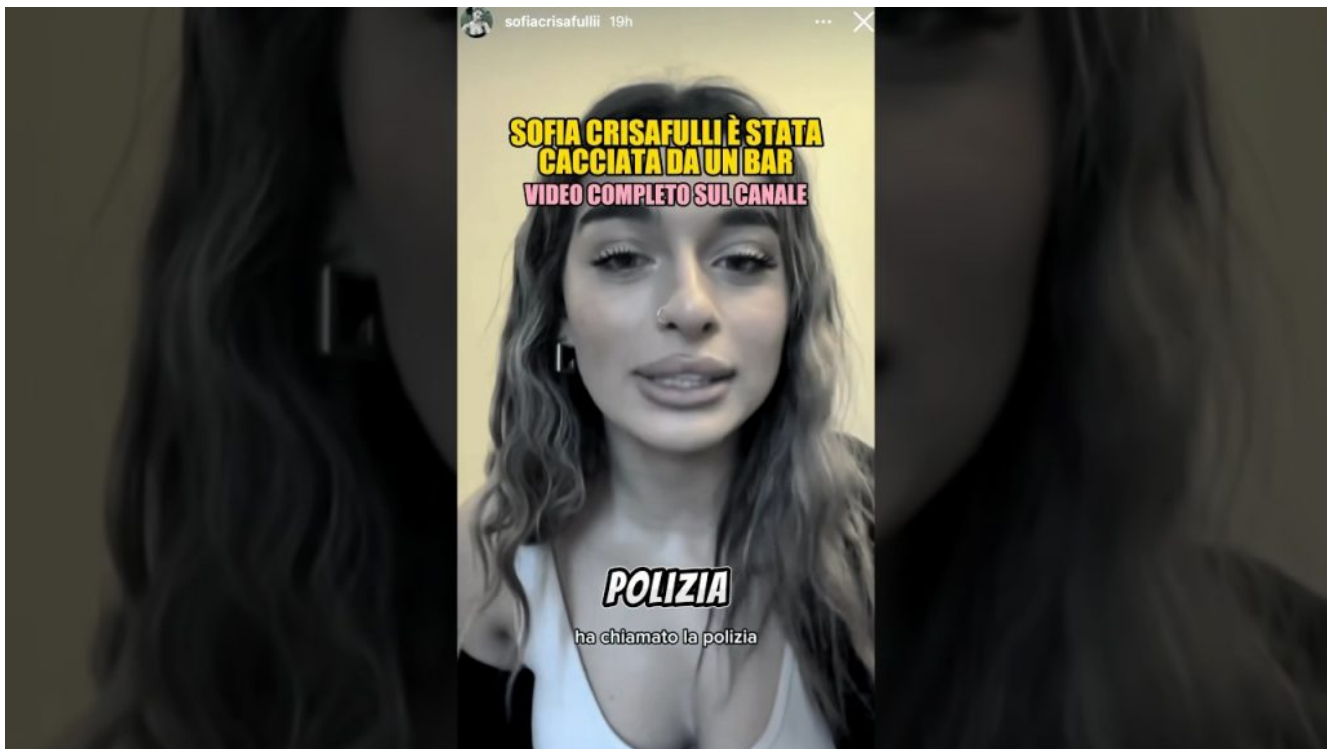 sofiacrisafullii 19h
SOFIA CRISAFULLI È STATA
CACCIATA DA UN BAR
VIDEO COMPLETO SUL CANALE
POLIZIA
ha chiamato la polizia